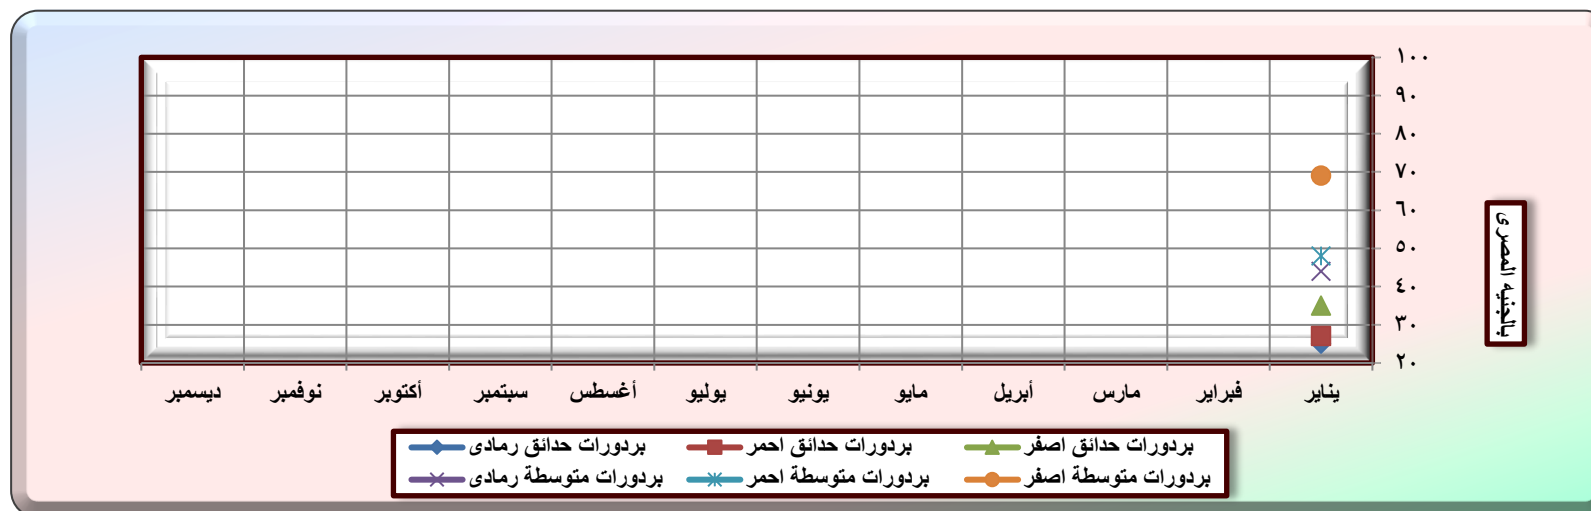 ١٠٠
٩٠
٨٠
٧٠
٦٠
٥٠
٤٠
٣٠
٢٠
بالجنيه المصرى
يناير فبراير مارس أبريل مايو يونيو يوليو أغسطس سبتمبر أكتوبر نوفمبر ديسمبر
بردورات حدائق رمادى بردورات حدائق احمر بردورات حدائق اصفر
بردورات متوسطة رمادى بردورات متوسطة احمر بردورات متوسطة اصفر